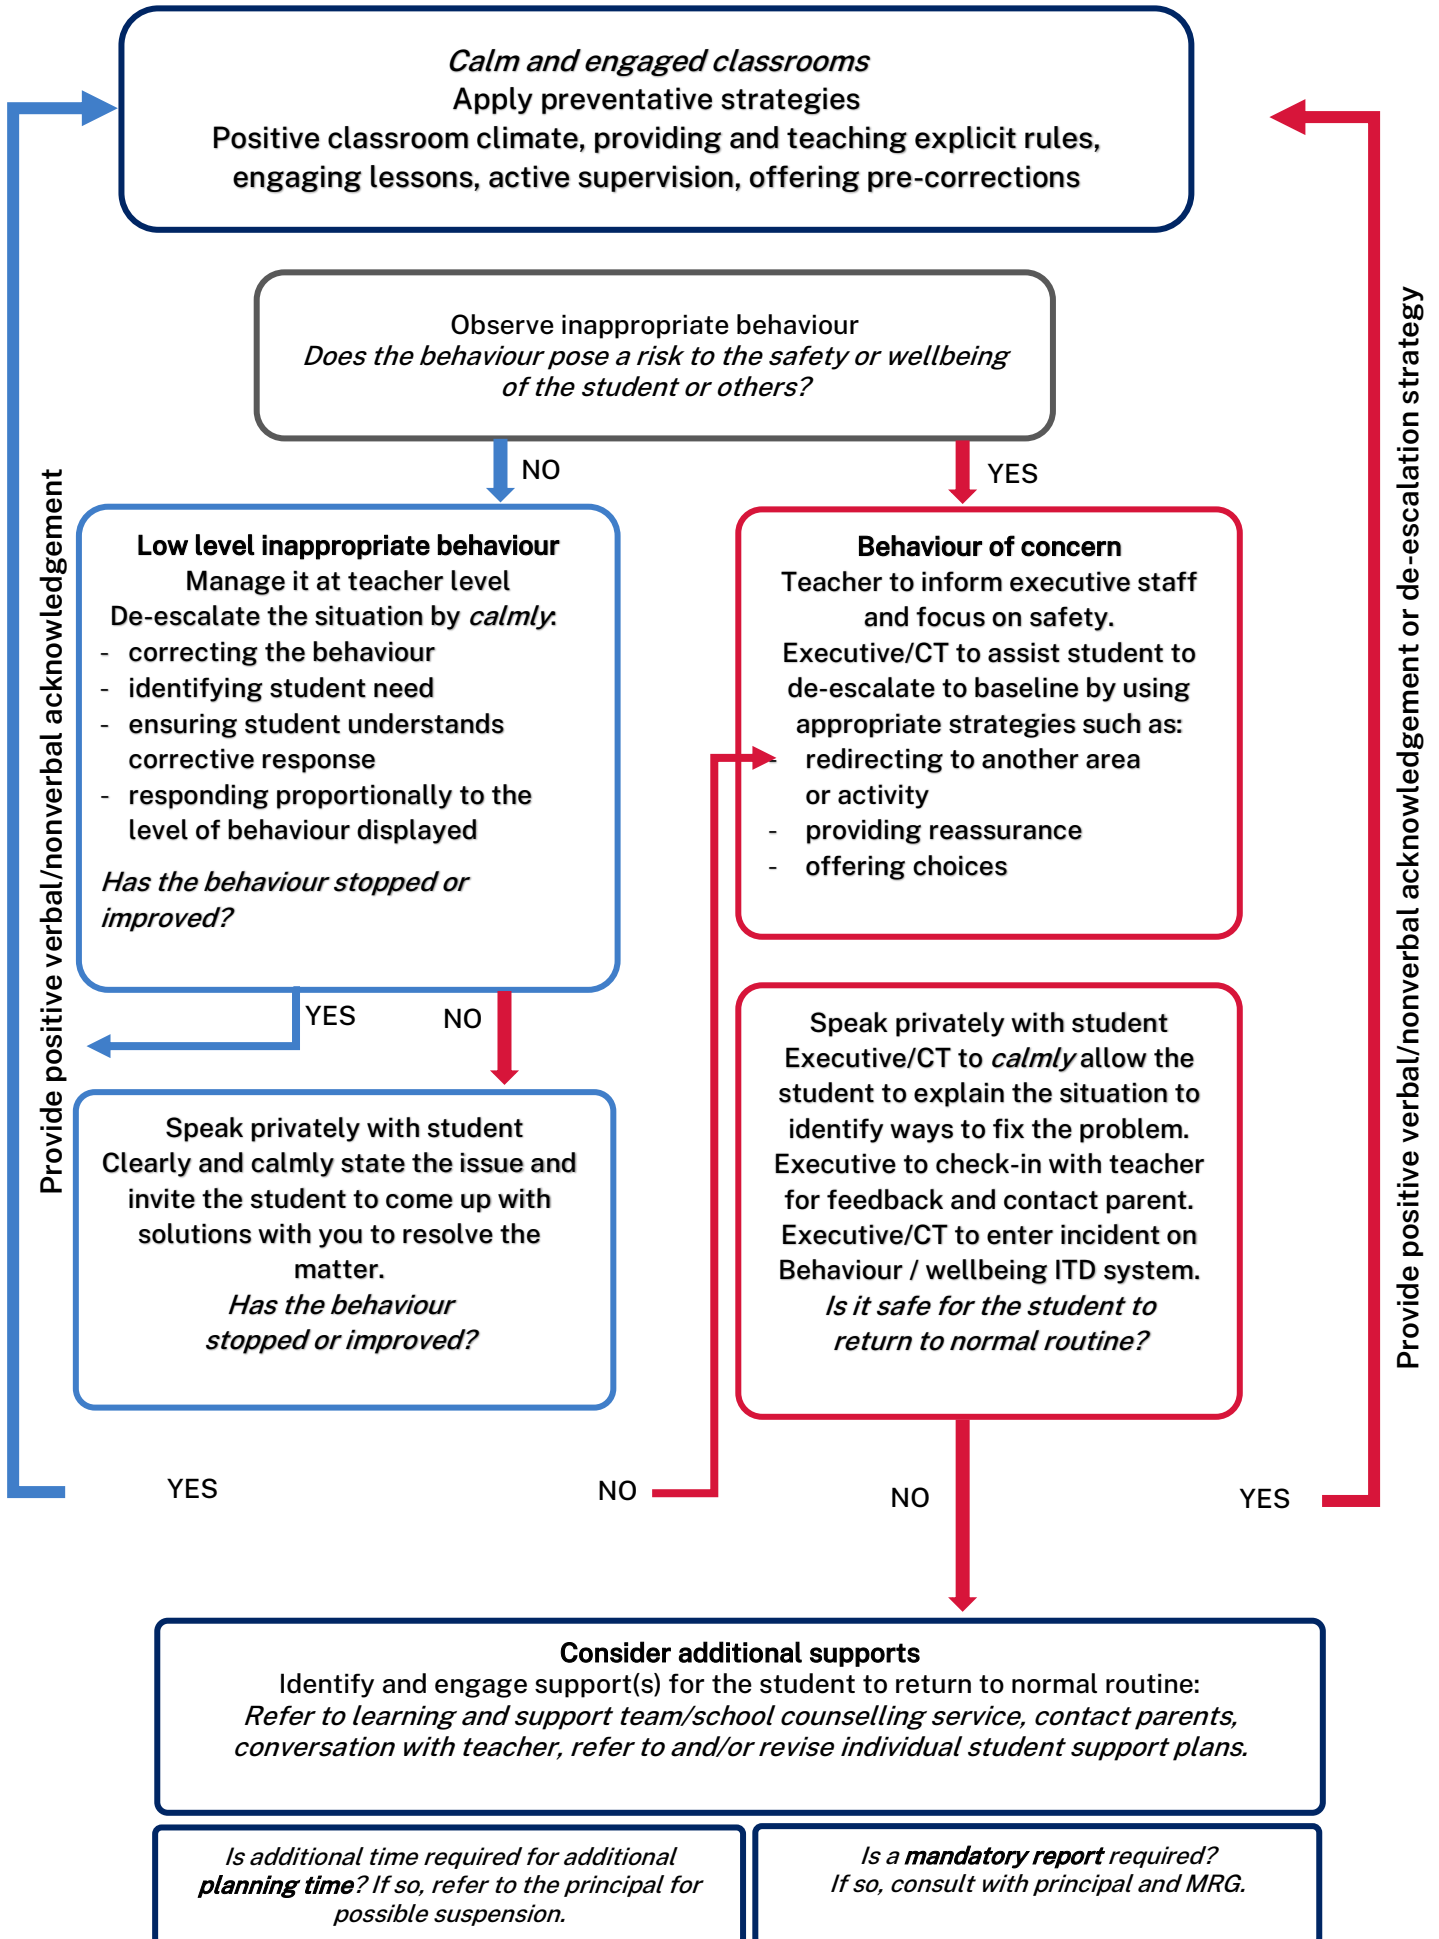 Calm and engaged classrooms
Apply preventative strategies
Positive classroom climate, providing and teaching explicit rules,
engaging lessons, active supervision, offering pre-corrections
Observe inappropriate behaviour
Does the behaviour pose a risk to the safety or wellbeing
of the student or others?
NO
YES
Low level inappropriate behaviour
Manage it at teacher level
De-escalate the situation by calmly:
- correcting the behaviour
- identifying student need
- ensuring student understands
corrective response
- responding proportionally to the
level of behaviour displayed
Has the behaviour stopped or
improved?
YES
NO
Speak privately with student
Clearly and calmly state the issue and
invite the student to come up with
solutions with you to resolve the
matter.
Has the behaviour
stopped or improved?
YES
NO
Provide positive verbal/nonverbal acknowledgement
Behaviour of concern
Teacher to inform executive staff
and focus on safety.
Executive/CT to assist student to
de-escalate to baseline by using
appropriate strategies such as:
- redirecting to another area
or activity
- providing reassurance
- offering choices
Speak privately with student
Executive/CT to calmly allow the
student to explain the situation to
identify ways to fix the problem.
Executive to check-in with teacher
for feedback and contact parent.
Executive/CT to enter incident on
Behaviour / wellbeing ITD system.
Is it safe for the student to
return to normal routine?
NO
YES
Provide positive verbal/nonverbal acknowledgement or de-escalation strategy
Consider additional supports
Identify and engage support(s) for the student to return to normal routine:
Refer to learning and support team/school counselling service, contact parents,
conversation with teacher, refer to and/or revise individual student support plans.
Is additional time required for additional
planning time? If so, refer to the principal for
possible suspension.
Is a mandatory report required?
If so, consult with principal and MRG.